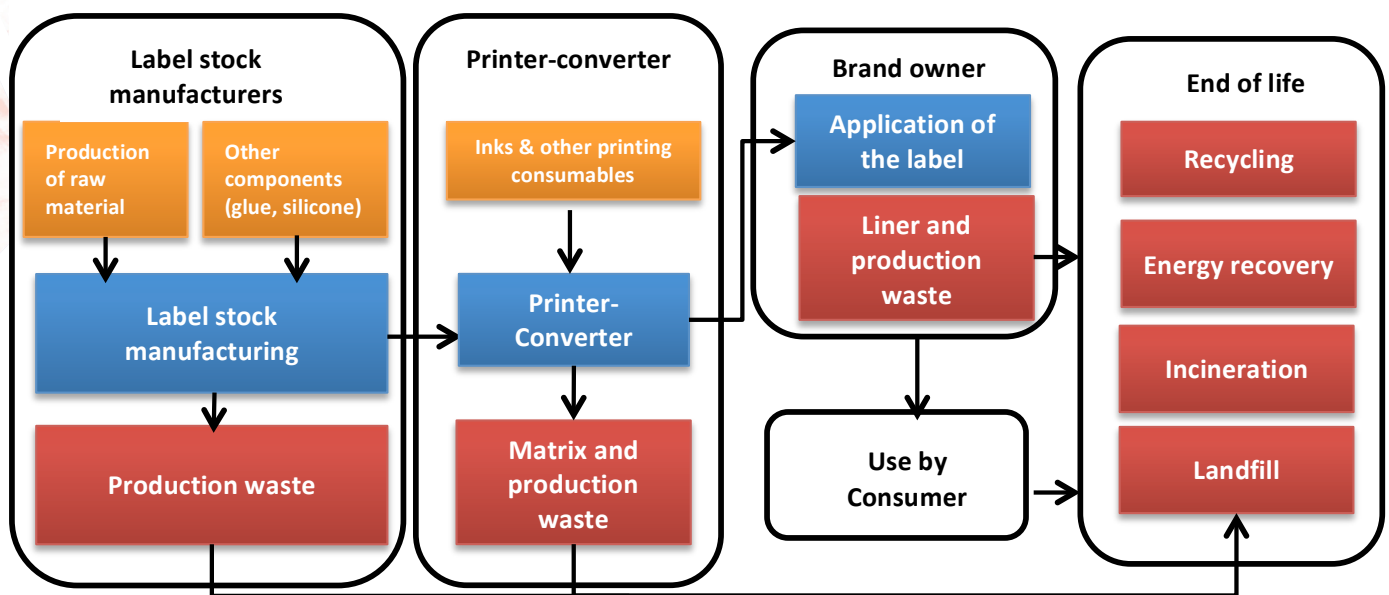 Label stock
manufacturers
Production
of raw
material
Other
components
(glue, silicone)
Label stock
manufacturing
Production waste
Printer-converter
Inks & other printing
consumables
Printer-
Converter
Matrix and
production
waste
Brand owner
Application of
the label
Liner and
production
waste
Use by
Consumer
End of life
Recycling
Energy recovery
Incineration
Landfill